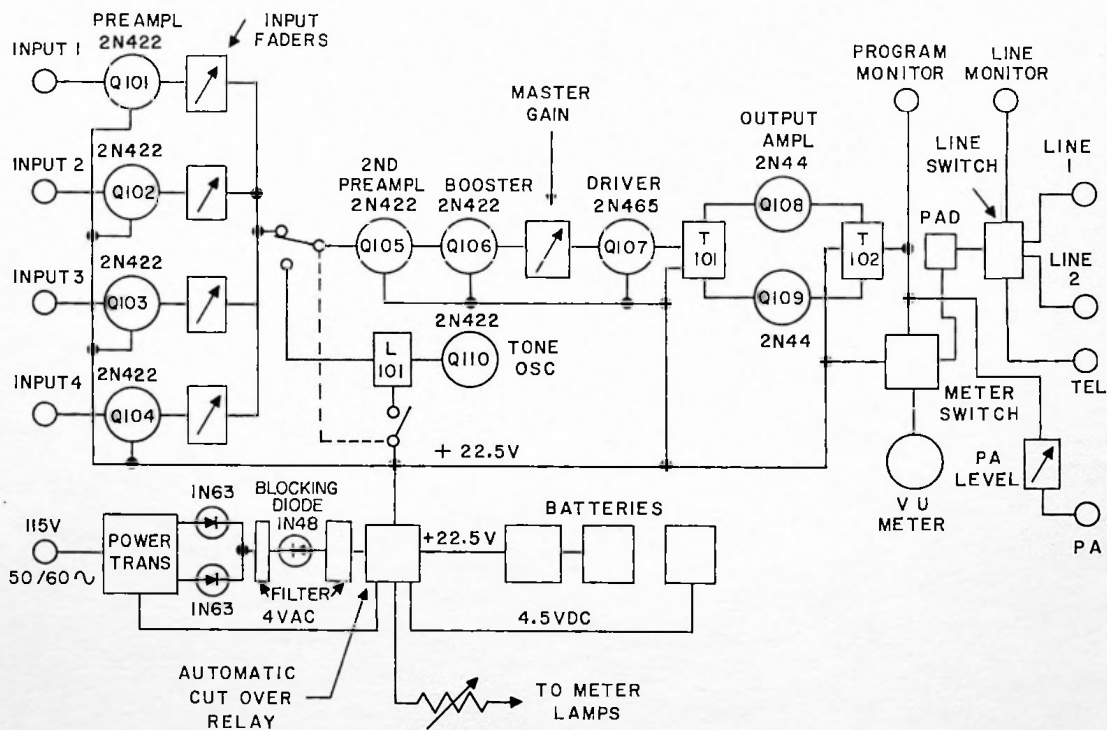 PREAMPL
2N422
INPUT 1
Q101
INPUT
FADERS
INPUT 2
2N422
Q102
INPUT 3
2N422
Q103
INPUT 4
2N422
Q104
2ND
PREAMPL
2N422
Q105
BOOSTER
2N422
Q106
MASTER
GAIN
DRIVER
2N465
Q107
T
101
OUTPUT
AMPL
2N44
Q108
Q109
2N44
T
102
PROGRAM
MONITOR
LINE
MONITOR
LINE
SWITCH
PAD
LINE
1
LINE
2
TEL
METER
SWITCH
V U
METER
PA
LEVEL
PA
L
101
2N422
Q110
TONE
OSC
+ 22.5V
115V
50/60 ~
POWER
TRANS
1N63
1N63
BLOCKING
DIODE
1N48
FILTER
4VAC
+22.5V
BATTERIES
4.5VDC
AUTOMATIC
CUT OVER
RELAY
TO METER
LAMPS